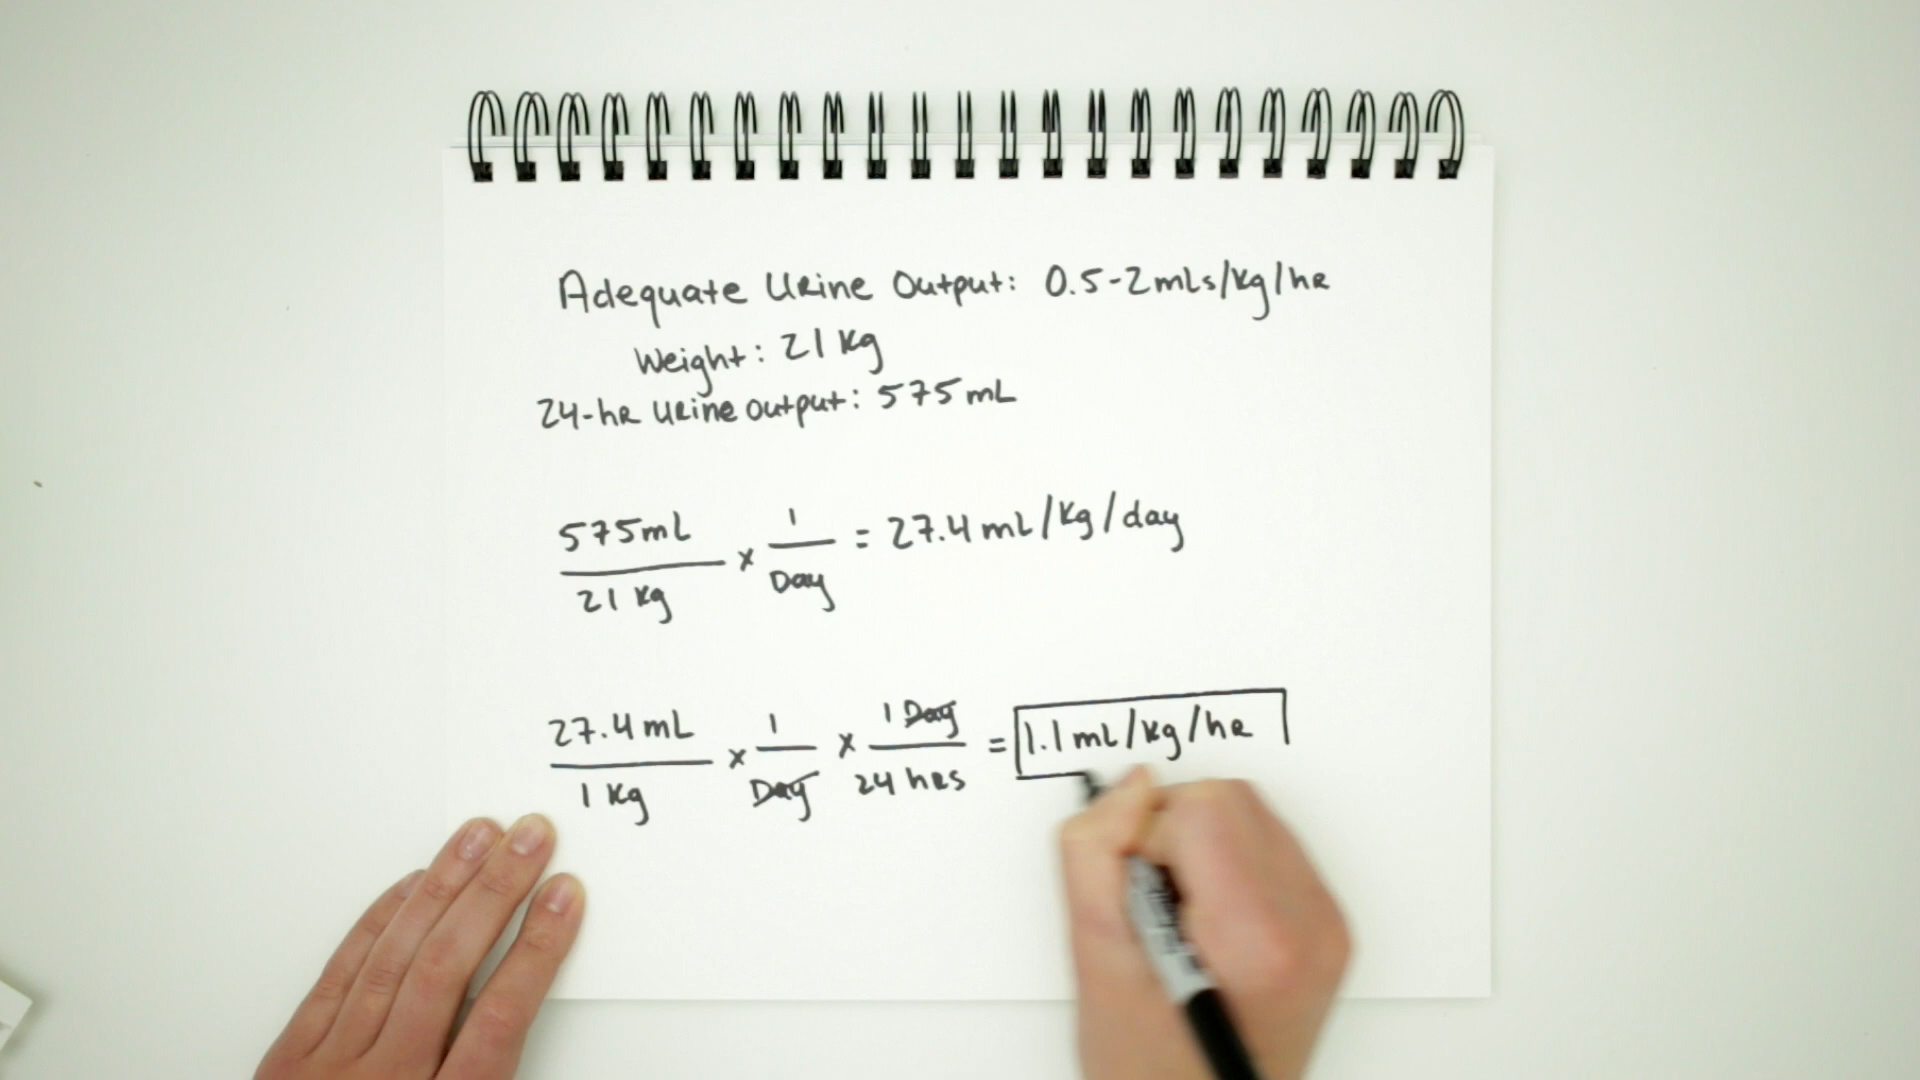 Adequate Urine Output: 0.5-2mLs/kg/hr
Weight: 21 kg
24-hr urine output: 575 mL
575mL / 21 kg x 1 / Day = 27.4 mL/kg/day
27.4 mL / 1 kg x 1 / Day x 1 Day / 24 hrs = 1.1 mL/kg/hr